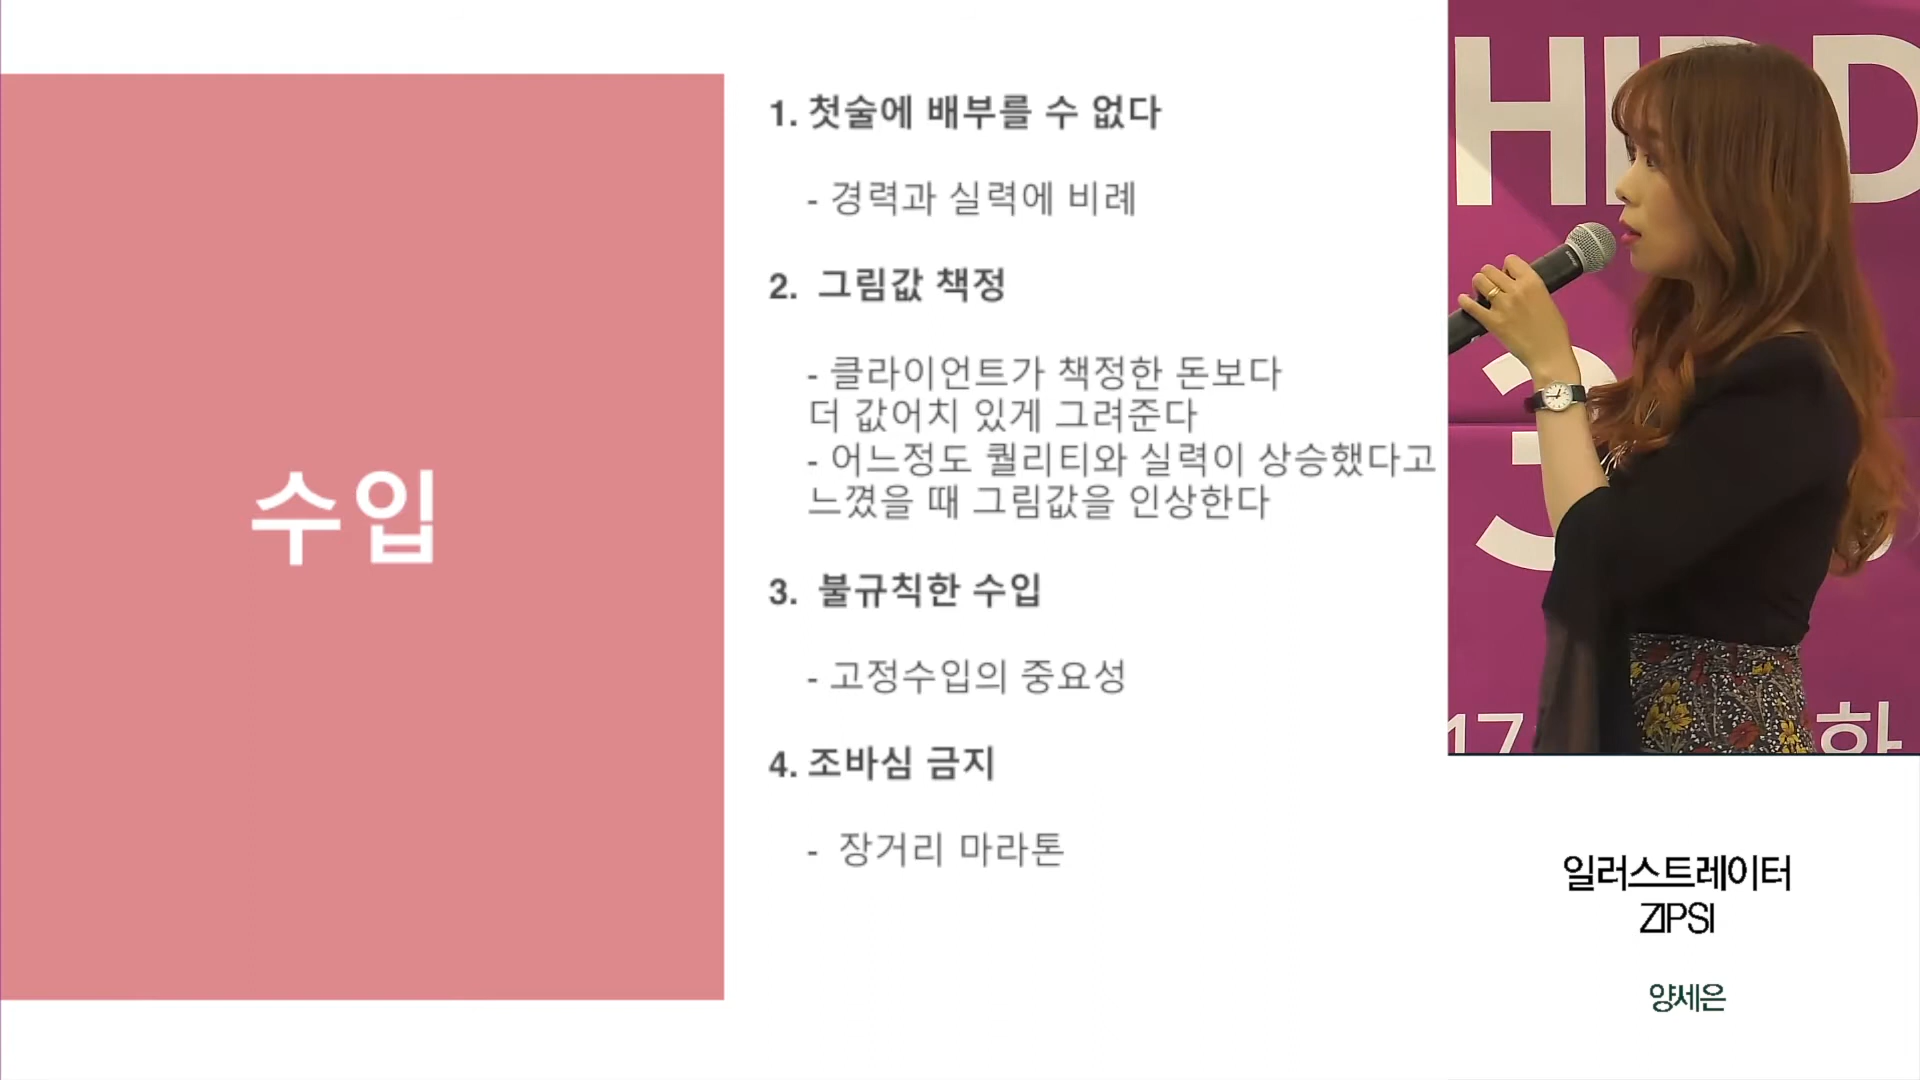 수입
1. 첫술에 배부를 수 없다
- 경력과 실력에 비례
2. 그림값 책정
- 클라이언트가 책정한 돈보다
더 값어치 있게 그려준다
- 어느정도 퀄리티와 실력이 상승했다고
느꼈을 때 그림값을 인상한다
3. 불규칙한 수입
- 고정수입의 중요성
4. 조바심 금지
- 장거리 마라톤
일러스트레이터
ZIPSI
양세은